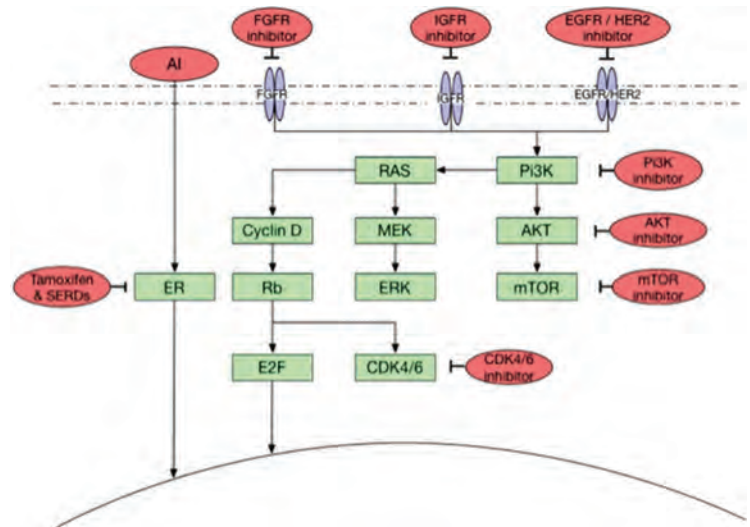 FGFR
inhibitor
IGFR
inhibitor
EGFR / HER2
inhibitor
AI
FGFR
IGFR
EGFR/HER2
RAS
Pi3K
Pi3K
inhibitor
Cyclin D
MEK
AKT
AKT
inhibitor
Tamoxifen
& SERDs
ER
Rb
ERK
mTOR
mTOR
inhibitor
E2F
CDK4/6
CDK4/6
inhibitor